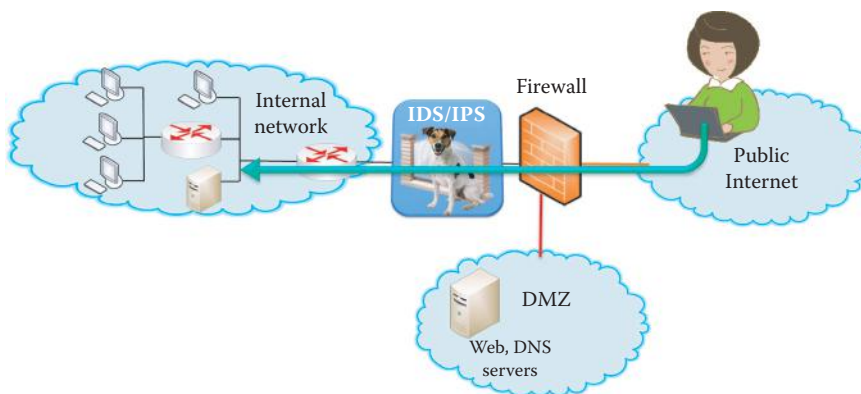 Internal
network
IDS/IPS
Firewall
Public
Internet
DMZ
Web, DNS
servers